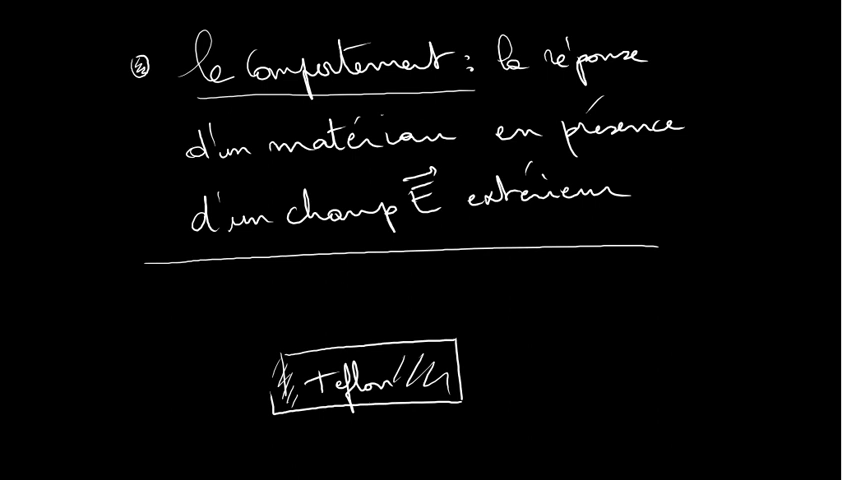 le comportement : la réponse
d'un matériau en présence
d'un champ E extérieur
Teflon